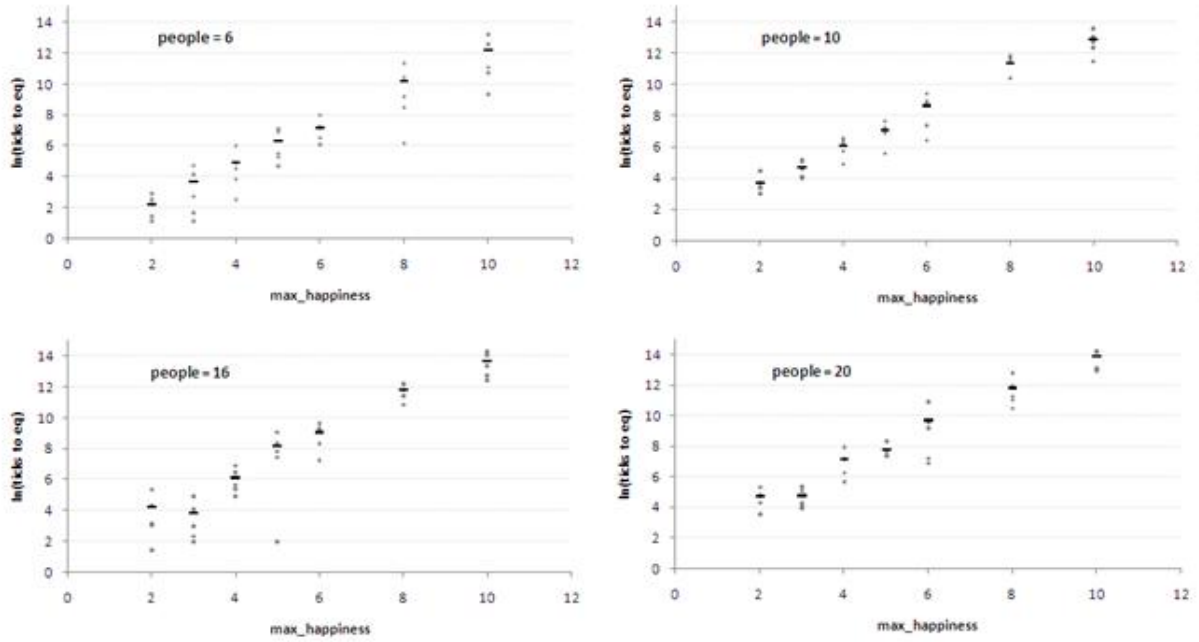 people = 6
ln(ticks to eq)
14
12
10
8
6
4
2
0
0 2 4 6 8 10 12
max_happiness
people = 10
ln(ticks to eq)
14
12
10
8
6
4
2
0
0 2 4 6 8 10 12
max_happiness
people = 16
ln(ticks to eq)
14
12
10
8
6
4
2
0
0 2 4 6 8 10 12
max_happiness
people = 20
ln(ticks to eq)
14
12
10
8
6
4
2
0
0 2 4 6 8 10 12
max_happiness